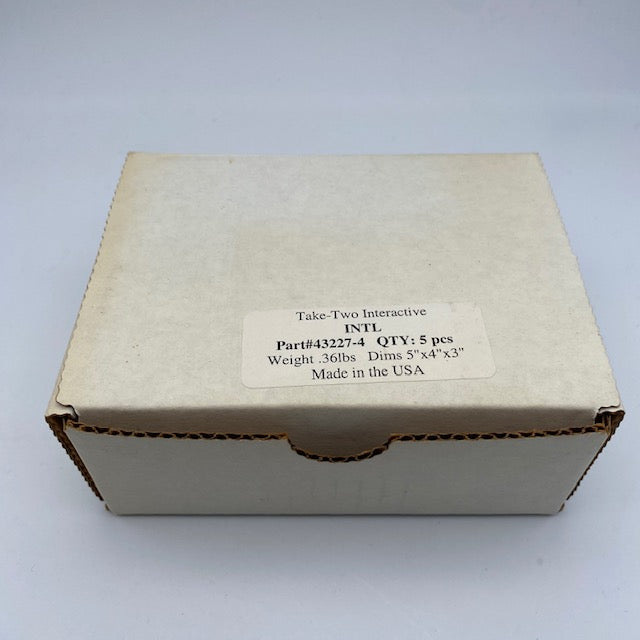 Take-Two Interactive
INTL
Part#43227-4 QTY: 5 pcs
Weight .36lbs Dims 5"x4"x3"
Made in the USA